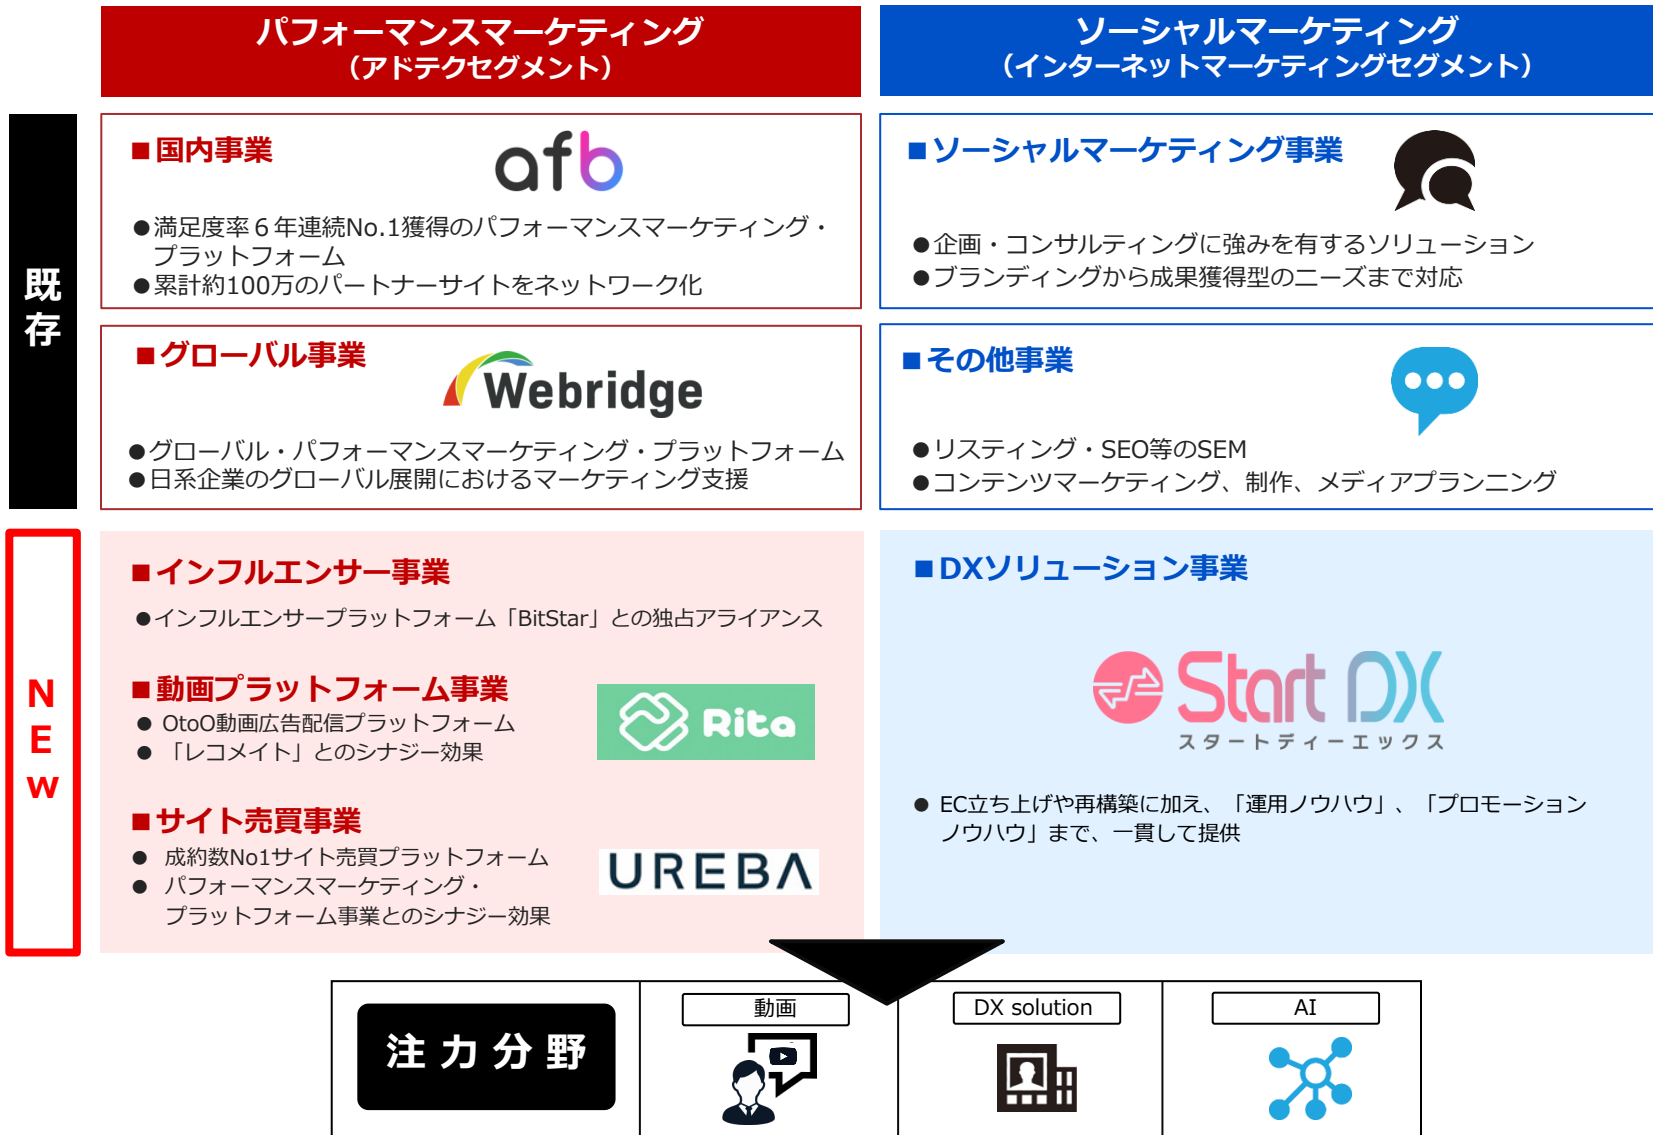 パフォーマンスマーケティング
（アドテクセグメント）
ソーシャルマーケティング
（インターネットマーケティングセグメント）
既存
■国内事業
afb
●満足度率６年連続No.1獲得のパフォーマンスマーケティング・
プラットフォーム
●累計約100万のパートナーサイトをネットワーク化
■ソーシャルマーケティング事業
●企画・コンサルティングに強みを有するソリューション
●ブランディングから成果獲得型のニーズまで対応
■グローバル事業
Webridge
●グローバル・パフォーマンスマーケティング・プラットフォーム
●日系企業のグローバル展開におけるマーケティング支援
■その他事業
●リスティング・SEO等のSEM
●コンテンツマーケティング、制作、メディアプランニング
NEW
■インフルエンサー事業
●インフルエンサープラットフォーム「BitStar」との独占アライアンス
■動画プラットフォーム事業
● OtoO動画広告配信プラットフォーム
● 「レコメイト」とのシナジー効果
Rita
■サイト売買事業
● 成約数No1サイト売買プラットフォーム
● パフォーマンスマーケティング・
プラットフォーム事業とのシナジー効果
UREBA
■DXソリューション事業
Start DX
スタートディーエックス
● EC立ち上げや再構築に加え、「運用ノウハウ」、「プロモーション
ノウハウ」まで、一貫して提供
注力分野
動画
DX solution
AI